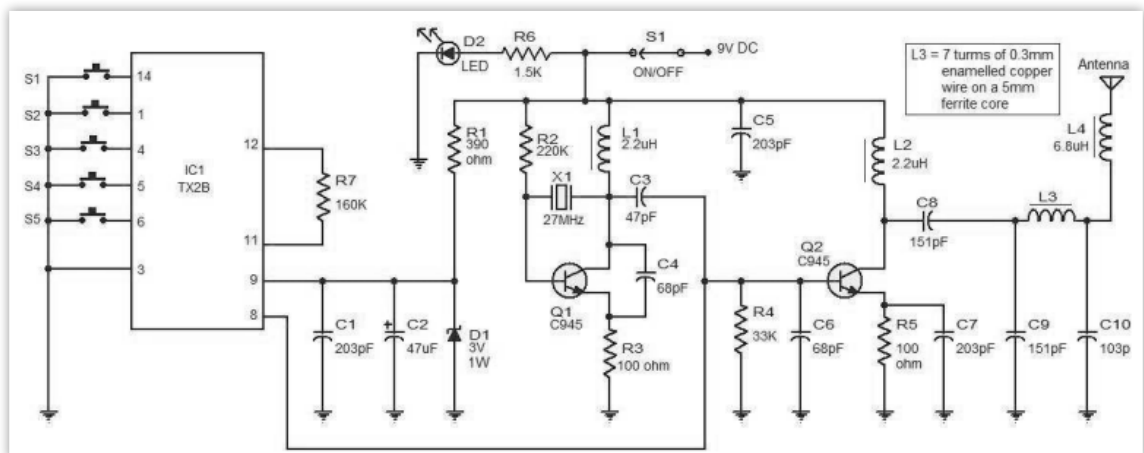 D2
LED
R6
1.5K
S1
ON/OFF
9V DC
L3 = 7 turms of 0.3mm
enamelled copper
wire on a 5mm
ferrite core
Antenna
S1
14
S2
1
S3
4
S4
5
S5
6
3
IC1
TX2B
12
11
9
8
R7
160K
R1
390
ohm
R2
220K
L1
2.2uH
X1
27MHz
C3
47pF
C5
203pF
L2
2.2uH
L4
6.8uH
C8
151pF
L3
Q1
C945
C4
68pF
Q2
C945
C1
203pF
C2
+
47uF
D1
3V
1W
R3
100 ohm
R4
33K
C6
68pF
R5
100
ohm
C7
203pF
C9
151pF
C10
103p